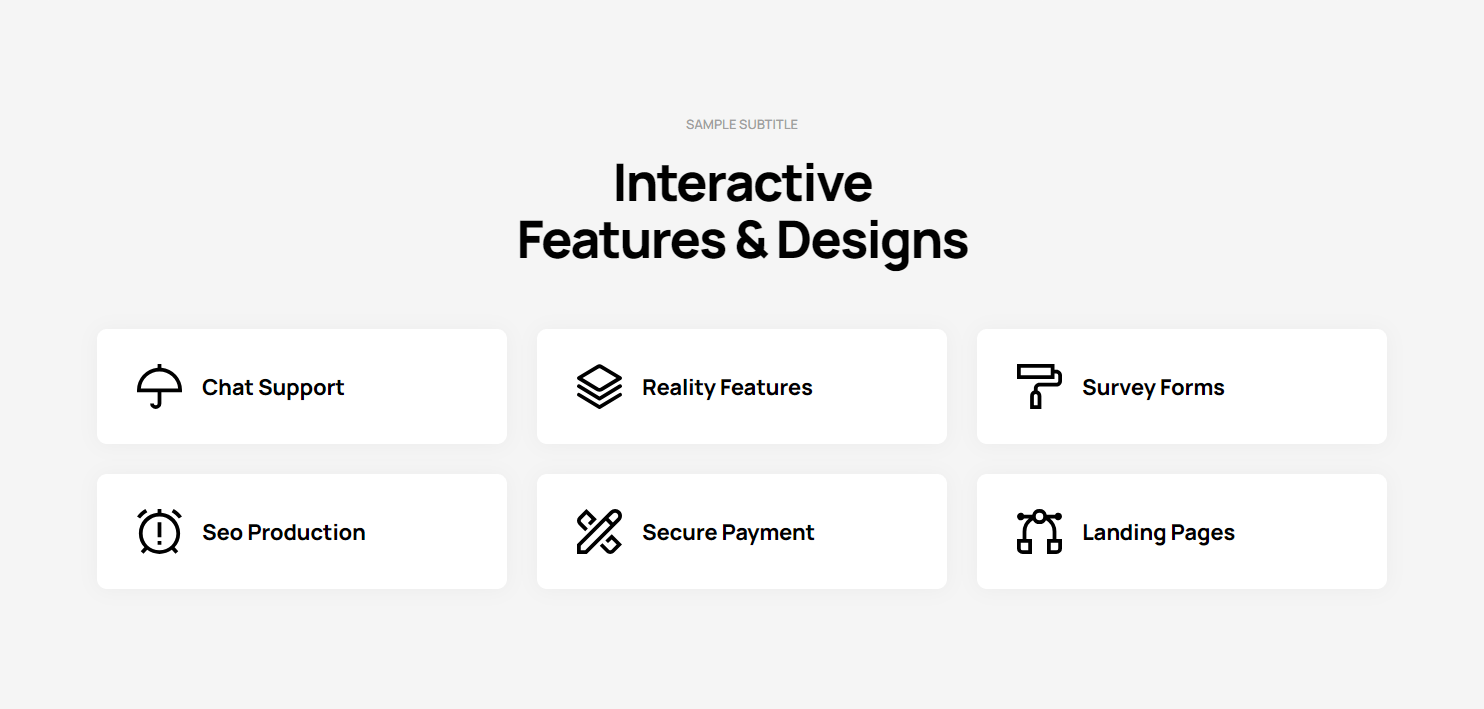 SAMPLE SUBTITLE
Interactive
Features & Designs
Chat Support
Reality Features
Survey Forms
Seo Production
Secure Payment
Landing Pages